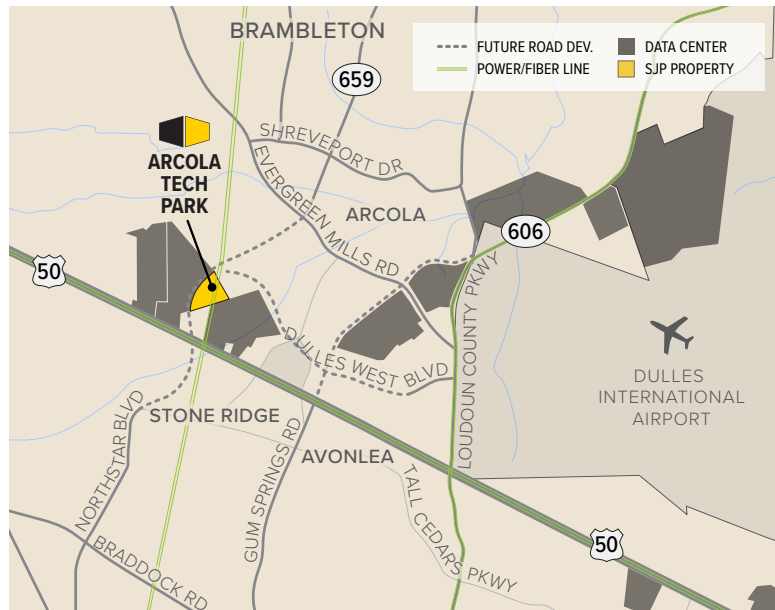 BRAMBLETON
FUTURE ROAD DEV.
DATA CENTER
POWER/FIBER LINE
SJP PROPERTY
659
SHREVEPORT DR
ARCOLA
TECH
PARK
EVERGREEN MILLS RD
ARCOLA
606
50
LOUDOUN COUNTY PKWY
DULLES WEST BLVD
DULLES
INTERNATIONAL
AIRPORT
NORTHSTAR BLVD
STONE RIDGE
GUM SPRINGS RD
AVONLEA
TALL CEDARS PKWY
50
BRADDOCK RD